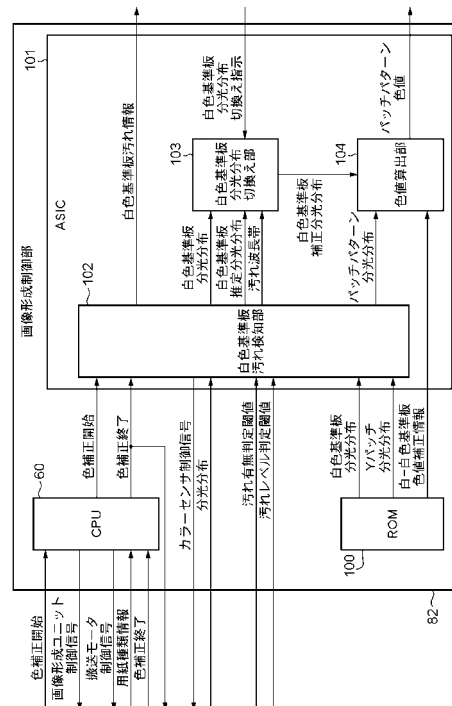 画像形成制御部
ASIC
101
102
103
104
60
100
82
CPU
ROM
白色基準板
汚れ検知部
白色基準板
分光分布
切換え部
色値算出部
色補正開始
画像形成ユニット
制御信号
搬送モータ
制御信号
用紙種類情報
色補正終了
色補正開始
色補正終了
カラーセンサ制御信号
分光分布
汚れ有無判定閾値
汚れレベル判定閾値
白色基準板
分光分布
Yパッチ
分光分布
白−白色基準板
色値補正情報
白色基準板汚れ情報
白色基準板
分光分布
切換え指示
白色基準板
分光分布
白色基準板
推定分光分布
汚れ波長帯
白色基準板
補正分光分布
パッチパターン
分光分布
パッチパターン
色値